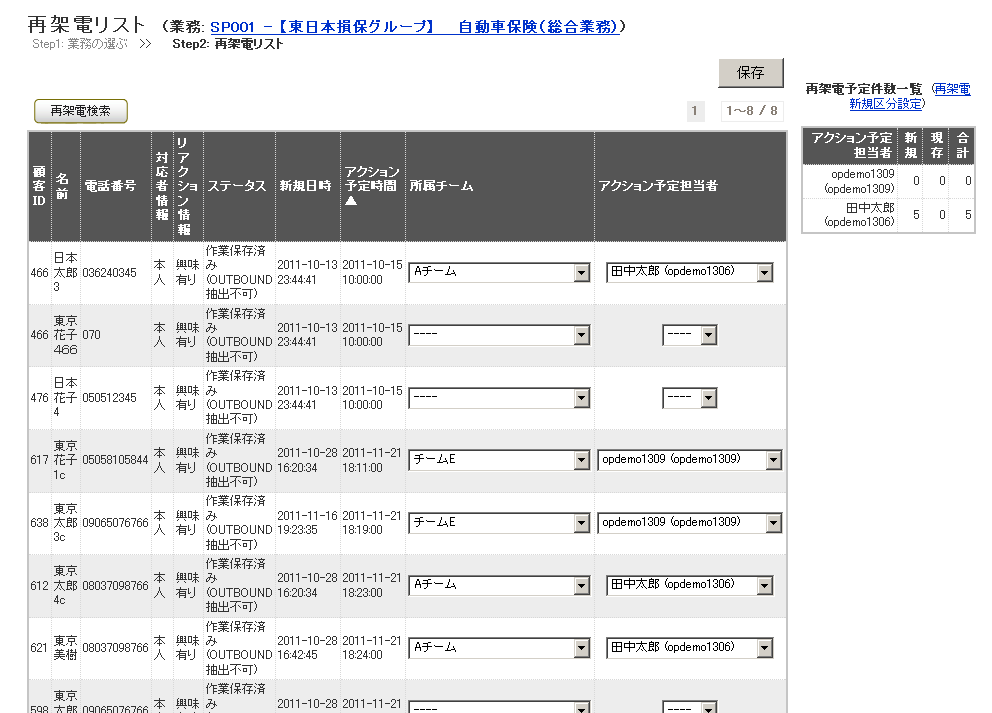 再架電リスト （業務: SP001 －【東日本損保グループ】　自動車保険（総合業務））
Step1: 業務の選ぶ >> Step2: 再架電リスト
保存
再架電検索
1 1～8 / 8
再架電予定件数一覧 （再架電
新規区分設定）
アクション予定担当者 新規 現存 合計
opdemo1309 (opdemo1309) 0 0 0
田中太郎 (opdemo1306) 5 0 5
顧客ID 名前 電話番号 対応者情報 リアクション情報 ステータス 新規日時 アクション予定時間▲ 所属チーム アクション予定担当者
466 日本太郎3 036240345 本人 興味有り 作業保存済み(OUTBOUND抽出不可) 2011-10-13 23:44:41 2011-10-15 10:00:00 Aチーム 田中太郎 (opdemo1306)
466 東京花子466 070 本人 興味有り 作業保存済み(OUTBOUND抽出不可) 2011-10-13 23:44:41 2011-10-15 10:00:00 ---- ----
476 日本花子4 050512345 本人 興味有り 作業保存済み(OUTBOUND抽出不可) 2011-10-13 23:44:41 2011-10-15 10:00:00 ---- ----
617 東京花子1c 05058105844 本人 興味有り 作業保存済み(OUTBOUND抽出不可) 2011-10-28 16:20:34 2011-11-21 18:11:00 チームE opdemo1309 (opdemo1309)
638 東京太郎3c 09065076766 本人 興味有り 作業保存済み(OUTBOUND抽出不可) 2011-11-16 19:23:35 2011-11-21 18:19:00 チームE opdemo1309 (opdemo1309)
612 東京太郎4c 08037098766 本人 興味有り 作業保存済み(OUTBOUND抽出不可) 2011-10-28 16:20:34 2011-11-21 18:23:00 Aチーム 田中太郎 (opdemo1306)
621 東京美樹 08037098766 本人 興味有り 作業保存済み(OUTBOUND抽出不可) 2011-10-28 16:42:45 2011-11-21 18:24:00 Aチーム 田中太郎 (opdemo1306)
598 東京太郎 09065076766 本人 興味有り 作業保存済み(OUTBOUND 2011-10-28 2011-11-21 ---- ----